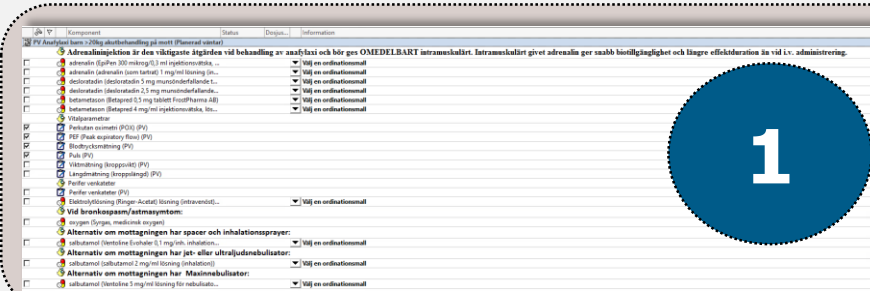 Komponent Status Dosjus... Information
PV Anafylaxi barn >20kg akutbehandling på mott (Planerad väntar)
Adrenalininjektion är den viktigaste åtgärden vid behandling av anafylaxi och bör ges OMEDELBART intramuskulärt. Intramuskulärt givet adrenalin ger snabb biotillgänglighet och längre effektduration än vid i.v. administrering.
adrenalin (EpiPen 300 mikrog/0,3 ml injektionsvätska, ... Välj en ordinationsmall
adrenalin (adrenalin (som tartrat) 1 mg/ml lösning (in... Välj en ordinationsmall
desloratadin (desloratadin 5 mg munsönderfallande t... Välj en ordinationsmall
desloratadin (desloratadin 2,5 mg munsönderfallande... Välj en ordinationsmall
betametason (Betapred 0,5 mg tablett FrostPharma AB) Välj en ordinationsmall
betametason (Betapred 4 mg/ml injektionsvätska, lös... Välj en ordinationsmall
Vitalparametrar
Perkutan oximetri (POX) (PV)
PEF (Peak expiratory flow) (PV)
Blodtrycksmätning (PV)
Puls (PV)
Viktmätning (kroppsvikt) (PV)
Längdmätning (kroppslängd) (PV)
Perifer venkateter
Perifer venkateter (PV)
Elektrolytlösning (Ringer-Acetat) lösning (intravenöst)... Välj en ordinationsmall
Vid bronkospasm/astmasymtom:
oxygen (Syrgas, medicinsk oxygen)
Alternativ om mottagningen har spacer och inhalationssprayer:
salbutamol (Ventoline Evohaler 0,1 mg/inh. inhalation... Välj en ordinationsmall
Alternativ om mottagningen har jet- eller ultraljudsnebulisator:
salbutamol (salbutamol 2 mg/ml lösning (inhalation)) Välj en ordinationsmall
Alternativ om mottagningen har Maxinnebulisator:
salbutamol (Ventoline 5 mg/ml lösning för nebulisato... Välj en ordinationsmall
1